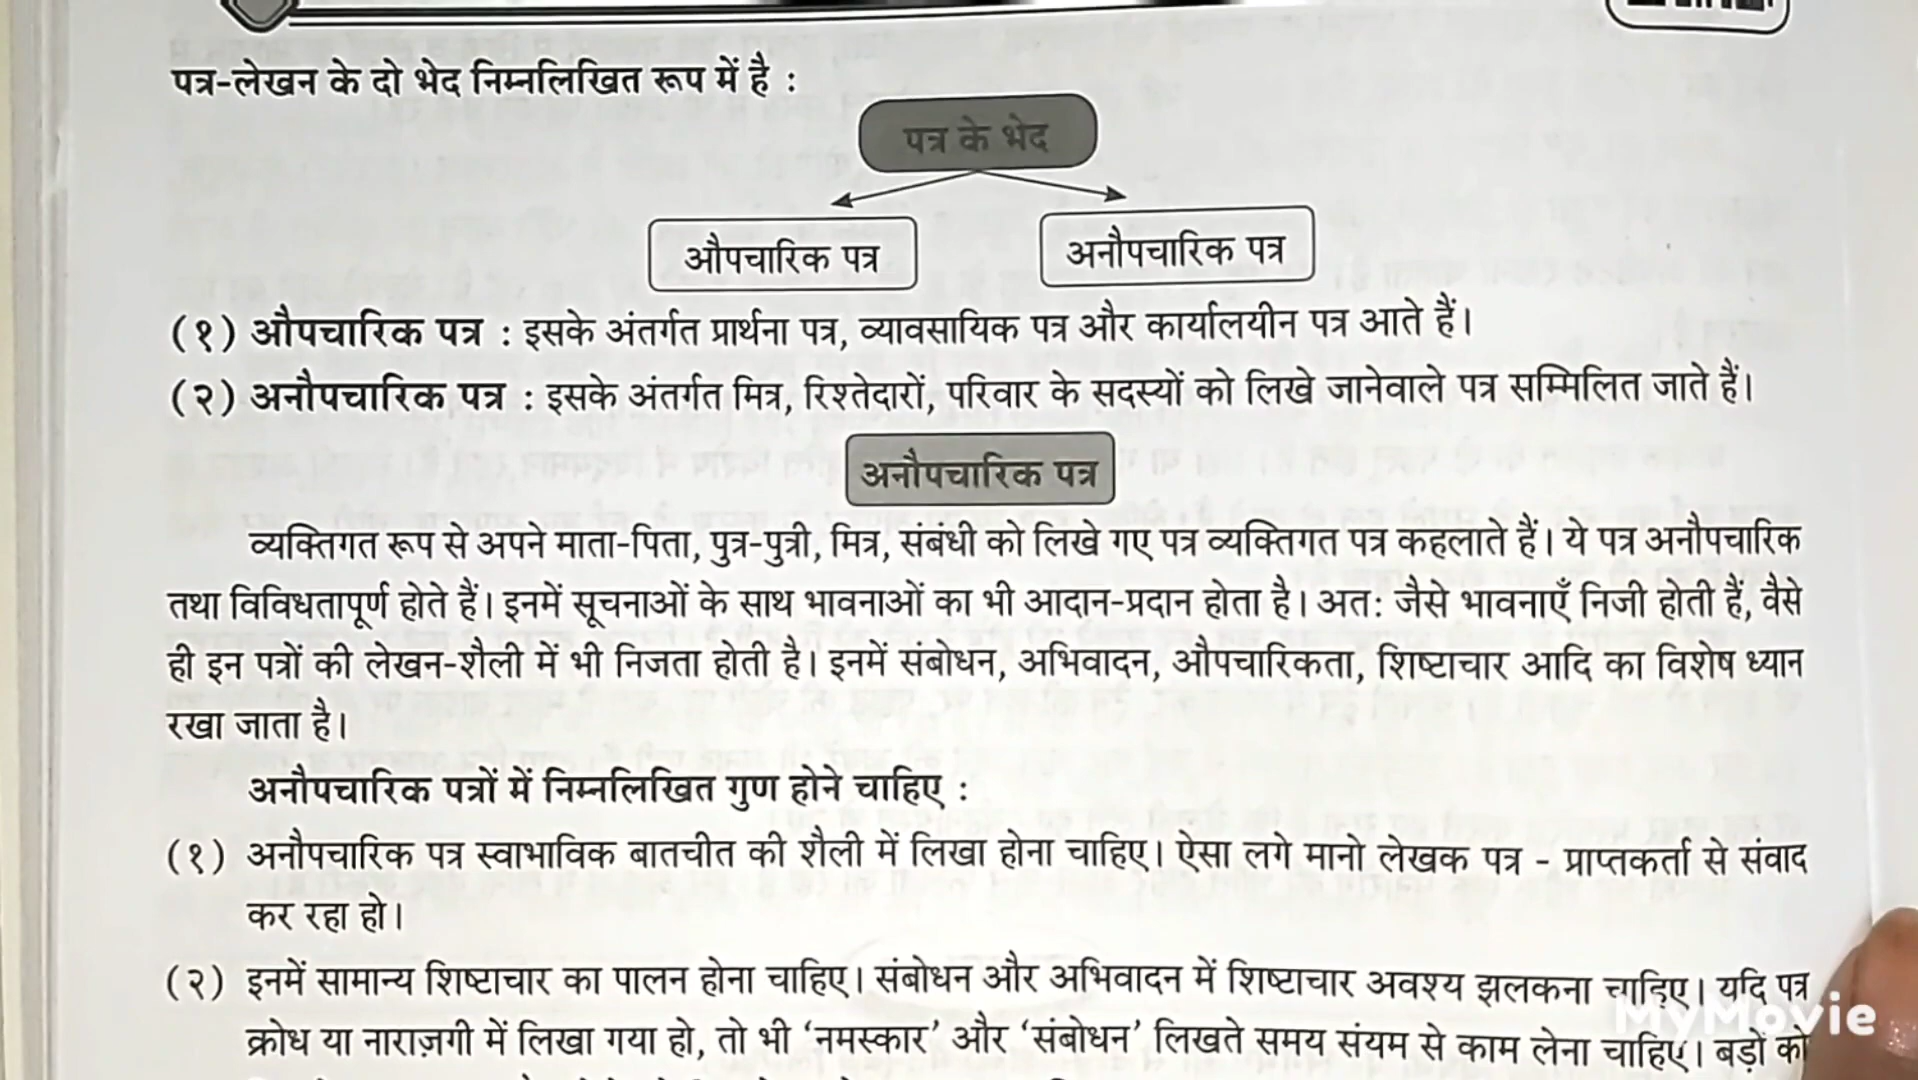 पत्र-लेखन के दो भेद निम्नलिखित रूप में है :
पत्र के भेद
औपचारिक पत्र
अनौपचारिक पत्र
(१) औपचारिक पत्र : इसके अंतर्गत प्रार्थना पत्र, व्यावसायिक पत्र और कार्यालयीन पत्र आते हैं।
(२) अनौपचारिक पत्र : इसके अंतर्गत मित्र, रिश्तेदारों, परिवार के सदस्यों को लिखे जानेवाले पत्र सम्मिलित जाते हैं।
अनौपचारिक पत्र
व्यक्तिगत रूप से अपने माता-पिता, पुत्र-पुत्री, मित्र, संबंधी को लिखे गए पत्र व्यक्तिगत पत्र कहलाते हैं। ये पत्र अनौपचारिक
तथा विविधतापूर्ण होते हैं। इनमें सूचनाओं के साथ भावनाओं का भी आदान-प्रदान होता है। अत: जैसे भावनाएँ निजी होती हैं, वैसे
ही इन पत्रों की लेखन-शैली में भी निजता होती है। इनमें संबोधन, अभिवादन, औपचारिकता, शिष्टाचार आदि का विशेष ध्यान
रखा जाता है।
अनौपचारिक पत्रों में निम्नलिखित गुण होने चाहिए :
(१) अनौपचारिक पत्र स्वाभाविक बातचीत की शैली में लिखा होना चाहिए। ऐसा लगे मानो लेखक पत्र - प्राप्तकर्ता से संवाद
कर रहा हो।
(२) इनमें सामान्य शिष्टाचार का पालन होना चाहिए। संबोधन और अभिवादन में शिष्टाचार अवश्य झलकना चाहिए। यदि पत्र
क्रोध या नाराज़गी में लिखा गया हो, तो भी ‘नमस्कार’ और ‘संबोधन’ लिखते समय संयम से काम लेना चाहिए। बड़ों को
MyMovie